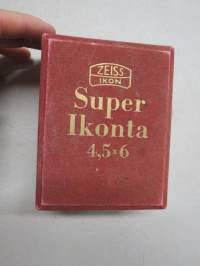 ZEISS
IKON
Super
Ikonta
4,5×6